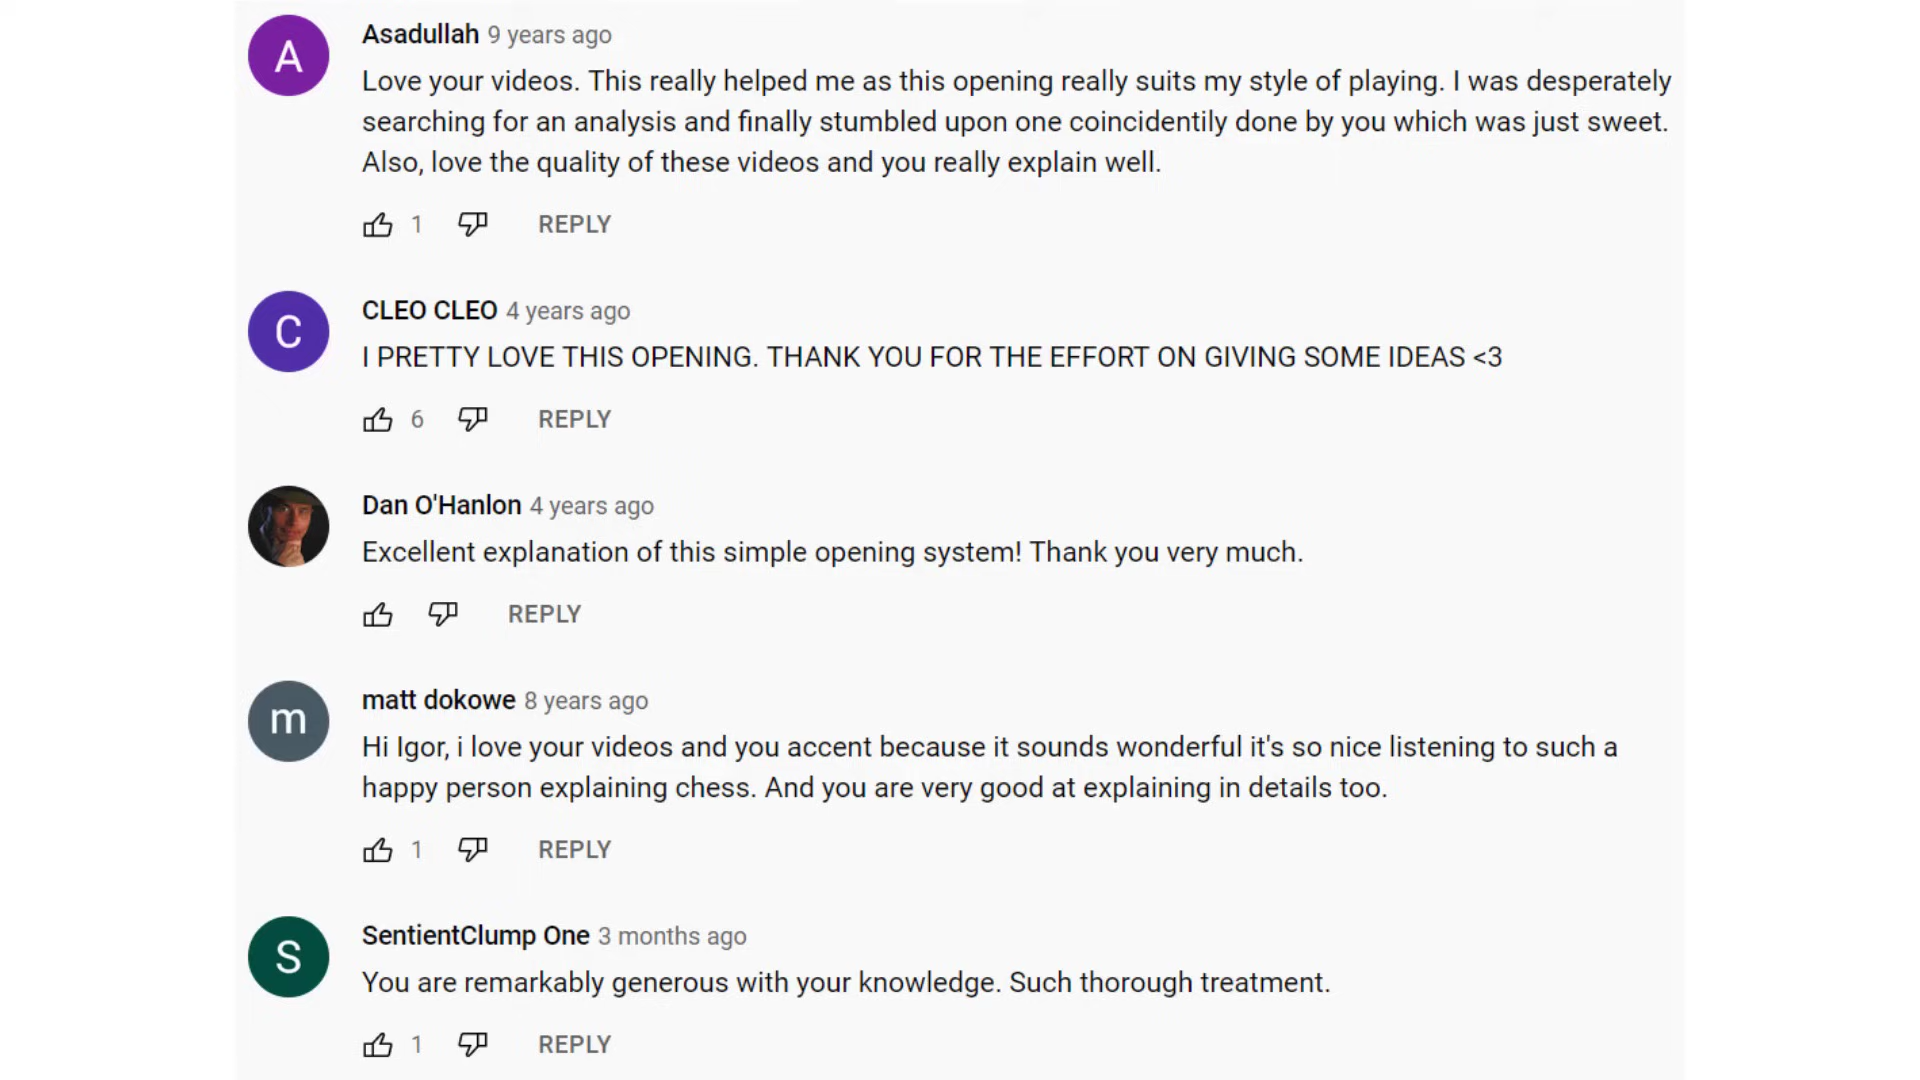 A
Asadullah 9 years ago
Love your videos. This really helped me as this opening really suits my style of playing. I was desperately
searching for an analysis and finally stumbled upon one coincidentily done by you which was just sweet.
Also, love the quality of these videos and you really explain well.
1 REPLY
C
CLEO CLEO 4 years ago
I PRETTY LOVE THIS OPENING. THANK YOU FOR THE EFFORT ON GIVING SOME IDEAS <3
6 REPLY
Dan O'Hanlon 4 years ago
Excellent explanation of this simple opening system! Thank you very much.
REPLY
m
matt dokowe 8 years ago
Hi Igor, i love your videos and you accent because it sounds wonderful it's so nice listening to such a
happy person explaining chess. And you are very good at explaining in details too.
1 REPLY
S
SentientClump One 3 months ago
You are remarkably generous with your knowledge. Such thorough treatment.
1 REPLY